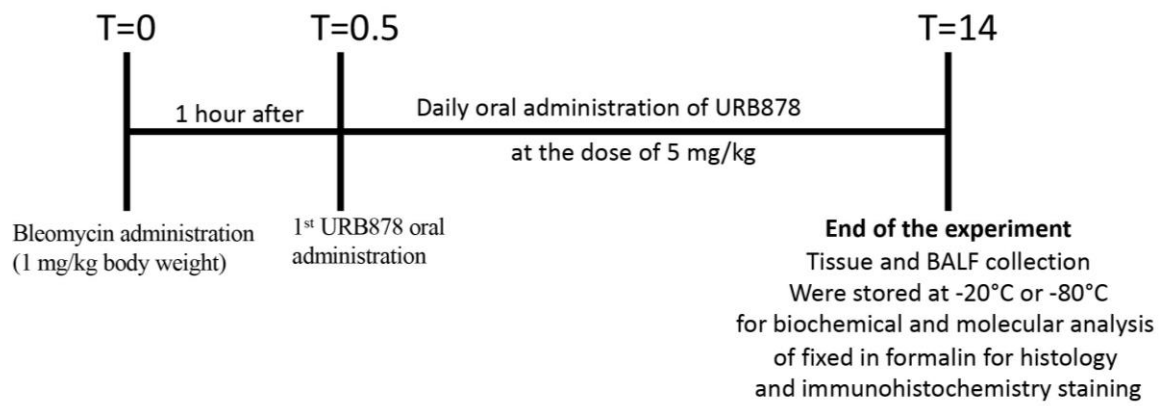 T=0
T=0.5
T=14
1 hour after
Daily oral administration of URB878
at the dose of 5 mg/kg
Bleomycin administration
(1 mg/kg body weight)
1st URB878 oral
administration
End of the experiment
Tissue and BALF collection
Were stored at -20°C or -80°C
for biochemical and molecular analysis
of fixed in formalin for histology
and immunohistochemistry staining